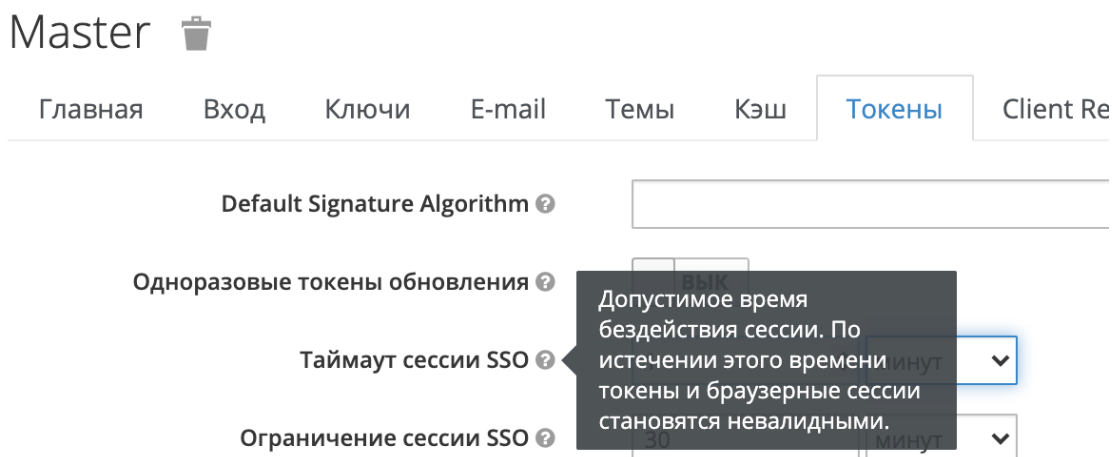 Master
Главная Вход Ключи E-mail Темы Кэш Токены Client Re
Default Signature Algorithm
Одноразовые токены обновления ВЫК
Таймаут сессии SSO минут
Допустимое время
бездействия сессии. По
истечении этого времени
токены и браузерные сессии
становятся невалидными.
Ограничение сессии SSO 30 минут